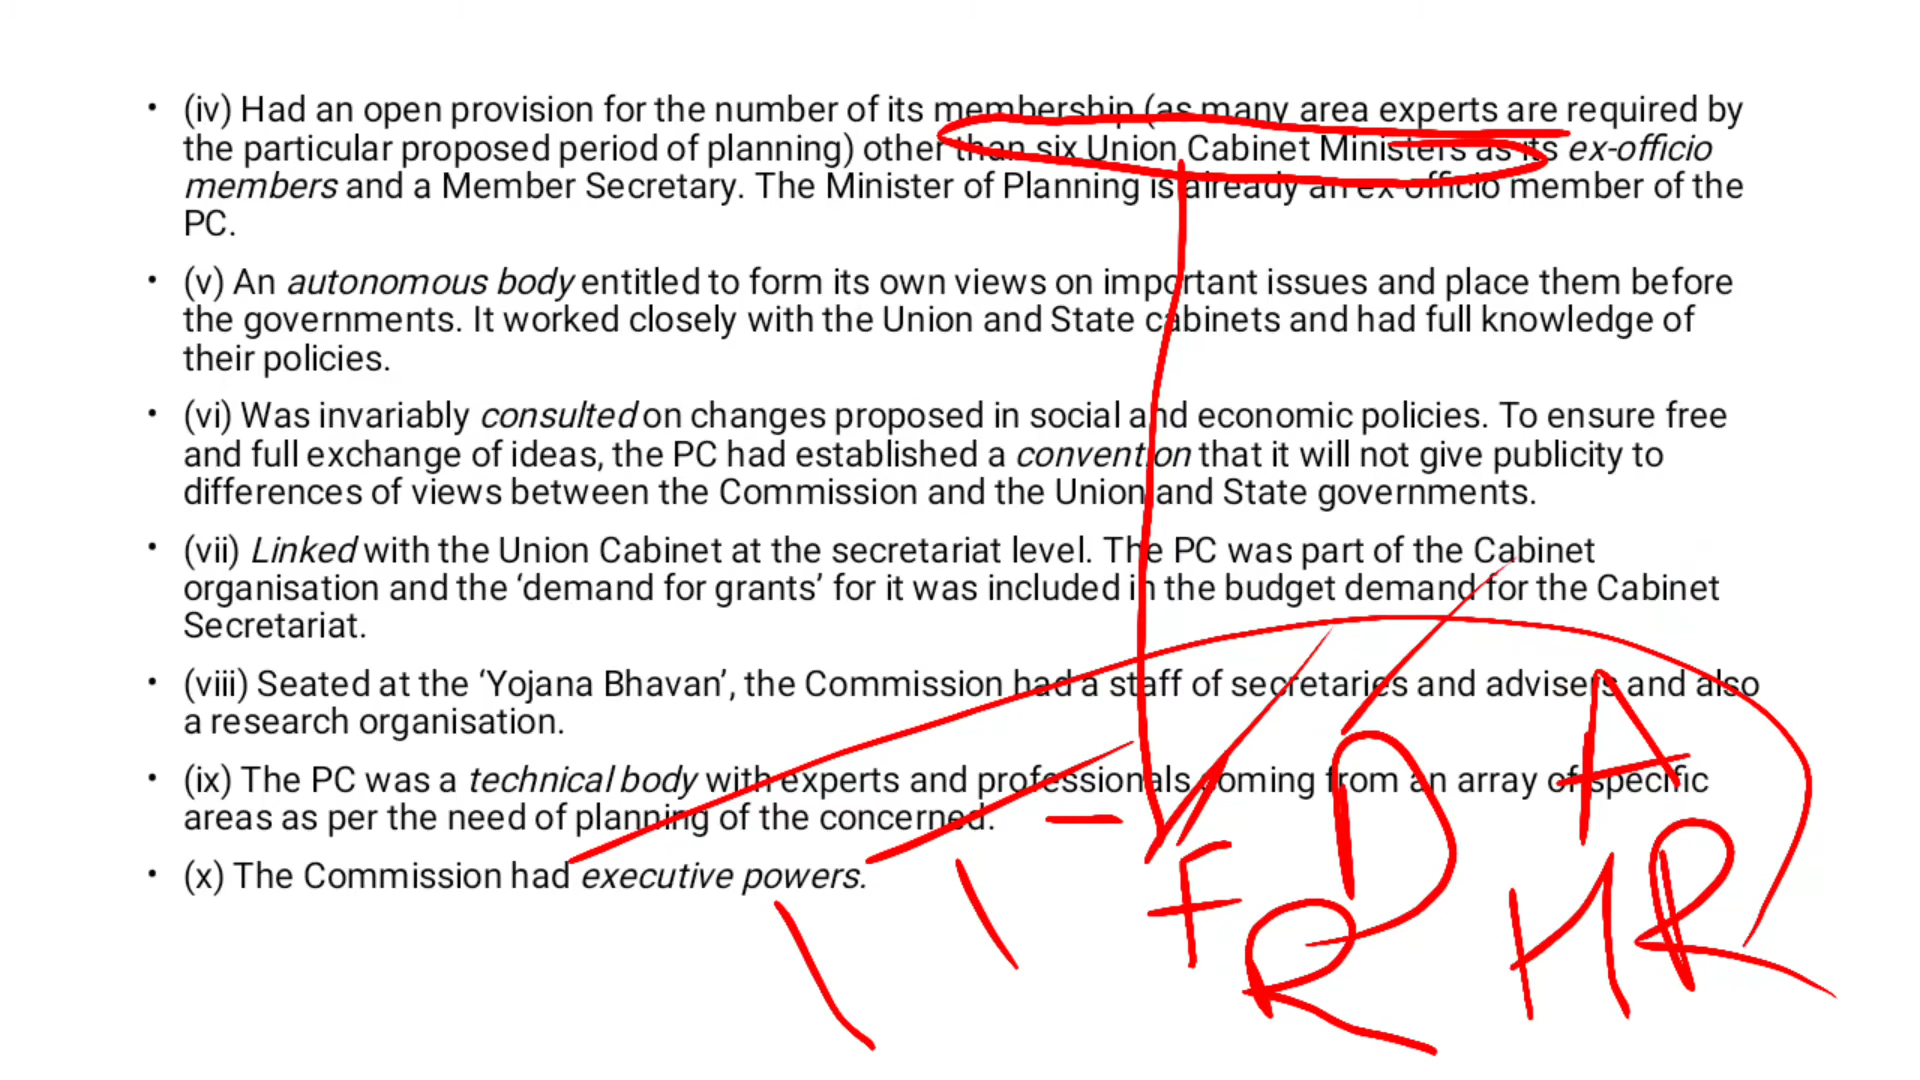 • (iv) Had an open provision for the number of its membership (as many area experts are required by
the particular proposed period of planning) other than six Union Cabinet Ministers as its ex-officio
members and a Member Secretary. The Minister of Planning is already an ex officio member of the
PC.
• (v) An autonomous body entitled to form its own views on important issues and place them before
the governments. It worked closely with the Union and State cabinets and had full knowledge of
their policies.
• (vi) Was invariably consulted on changes proposed in social and economic policies. To ensure free
and full exchange of ideas, the PC had established a convention that it will not give publicity to
differences of views between the Commission and the Union and State governments.
• (vii) Linked with the Union Cabinet at the secretariat level. The PC was part of the Cabinet
organisation and the ‘demand for grants’ for it was included in the budget demand for the Cabinet
Secretariat.
• (viii) Seated at the ‘Yojana Bhavan’, the Commission had a staff of secretaries and advisers and also
a research organisation.
• (ix) The PC was a technical body with experts and professionals coming from an array of specific
areas as per the need of planning of the concerned.
• (x) The Commission had executive powers.
F D A
R HR